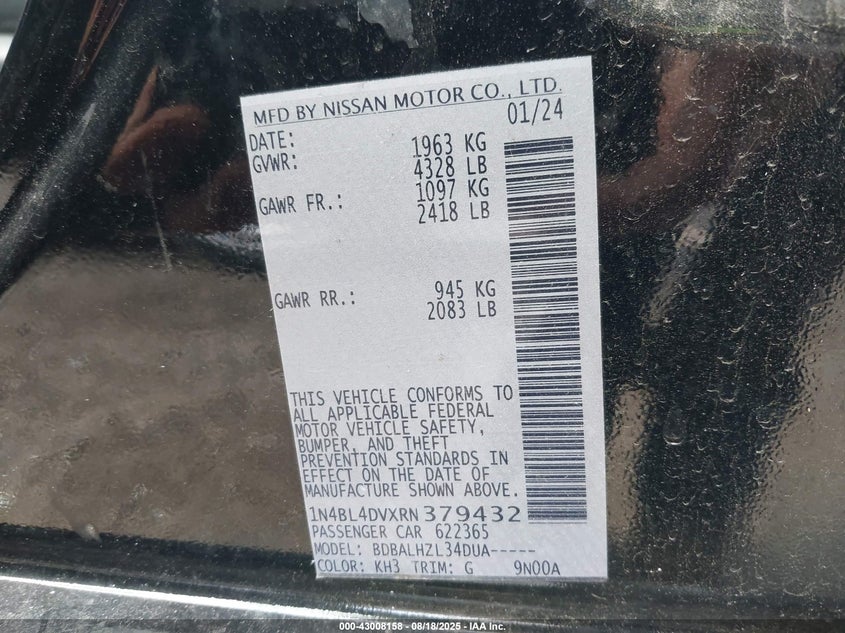 MFD BY NISSAN MOTOR CO., LTD.
DATE: 01/24
GVWR: 1963 KG
4328 LB
GAWR FR.: 1097 KG
2418 LB
GAWR RR.: 945 KG
2083 LB
THIS VEHICLE CONFORMS TO
ALL APPLICABLE FEDERAL
MOTOR VEHICLE SAFETY,
BUMPER, AND THEFT
PREVENTION STANDARDS IN
EFFECT ON THE DATE OF
MANUFACTURE SHOWN ABOVE.
1N4BL4DVXRN379432
PASSENGER CAR 622365
MODEL: BDBALHZL34DUA-----
COLOR: KH3 TRIM: G 9N00A
000-43008158 - 08/18/2025 - IAA Inc.